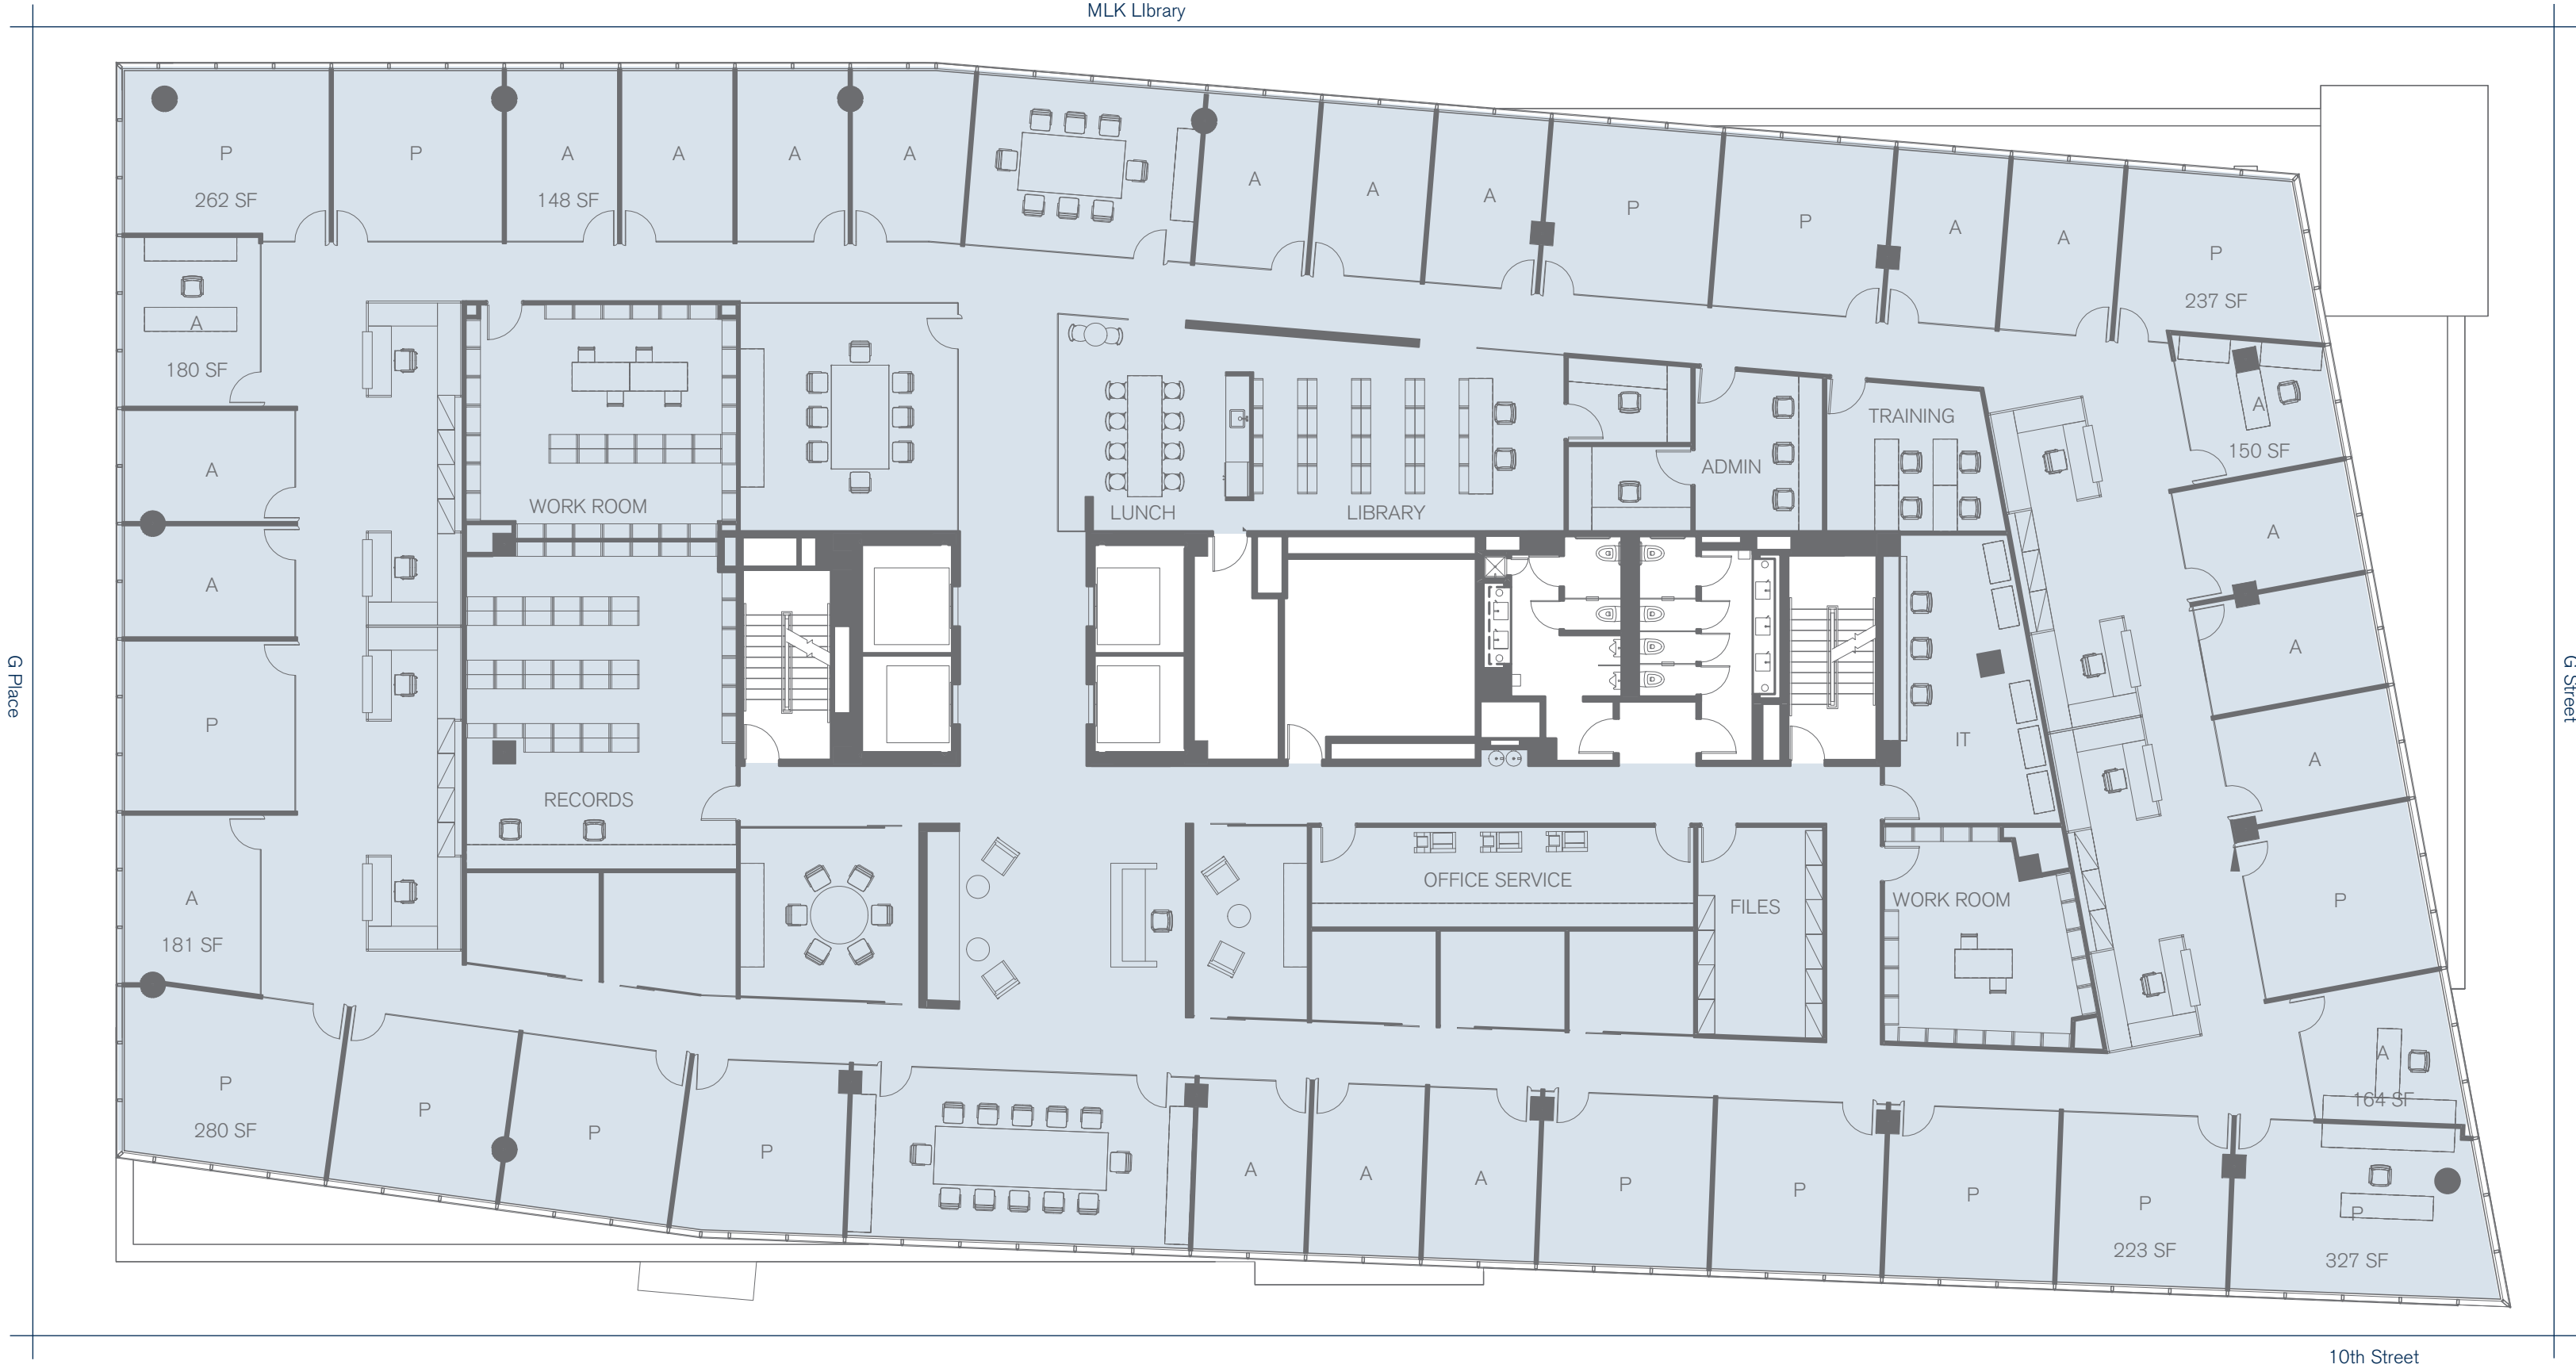 MLK LIbrary
P
262 SF
P
A
148 SF
A
A
A
A
A
A
P
P
A
A
P
237 SF
A
180 SF
A
150 SF
TRAINING
ADMIN
WORK ROOM
LUNCH
LIBRARY
A
A
A
A
A
P
IT
RECORDS
G Place
G Street
A
181 SF
OFFICE SERVICE
FILES
WORK ROOM
P
A
164 SF
P
280 SF
P
P
P
A
A
A
P
P
P
P
223 SF
P
327 SF
10th Street